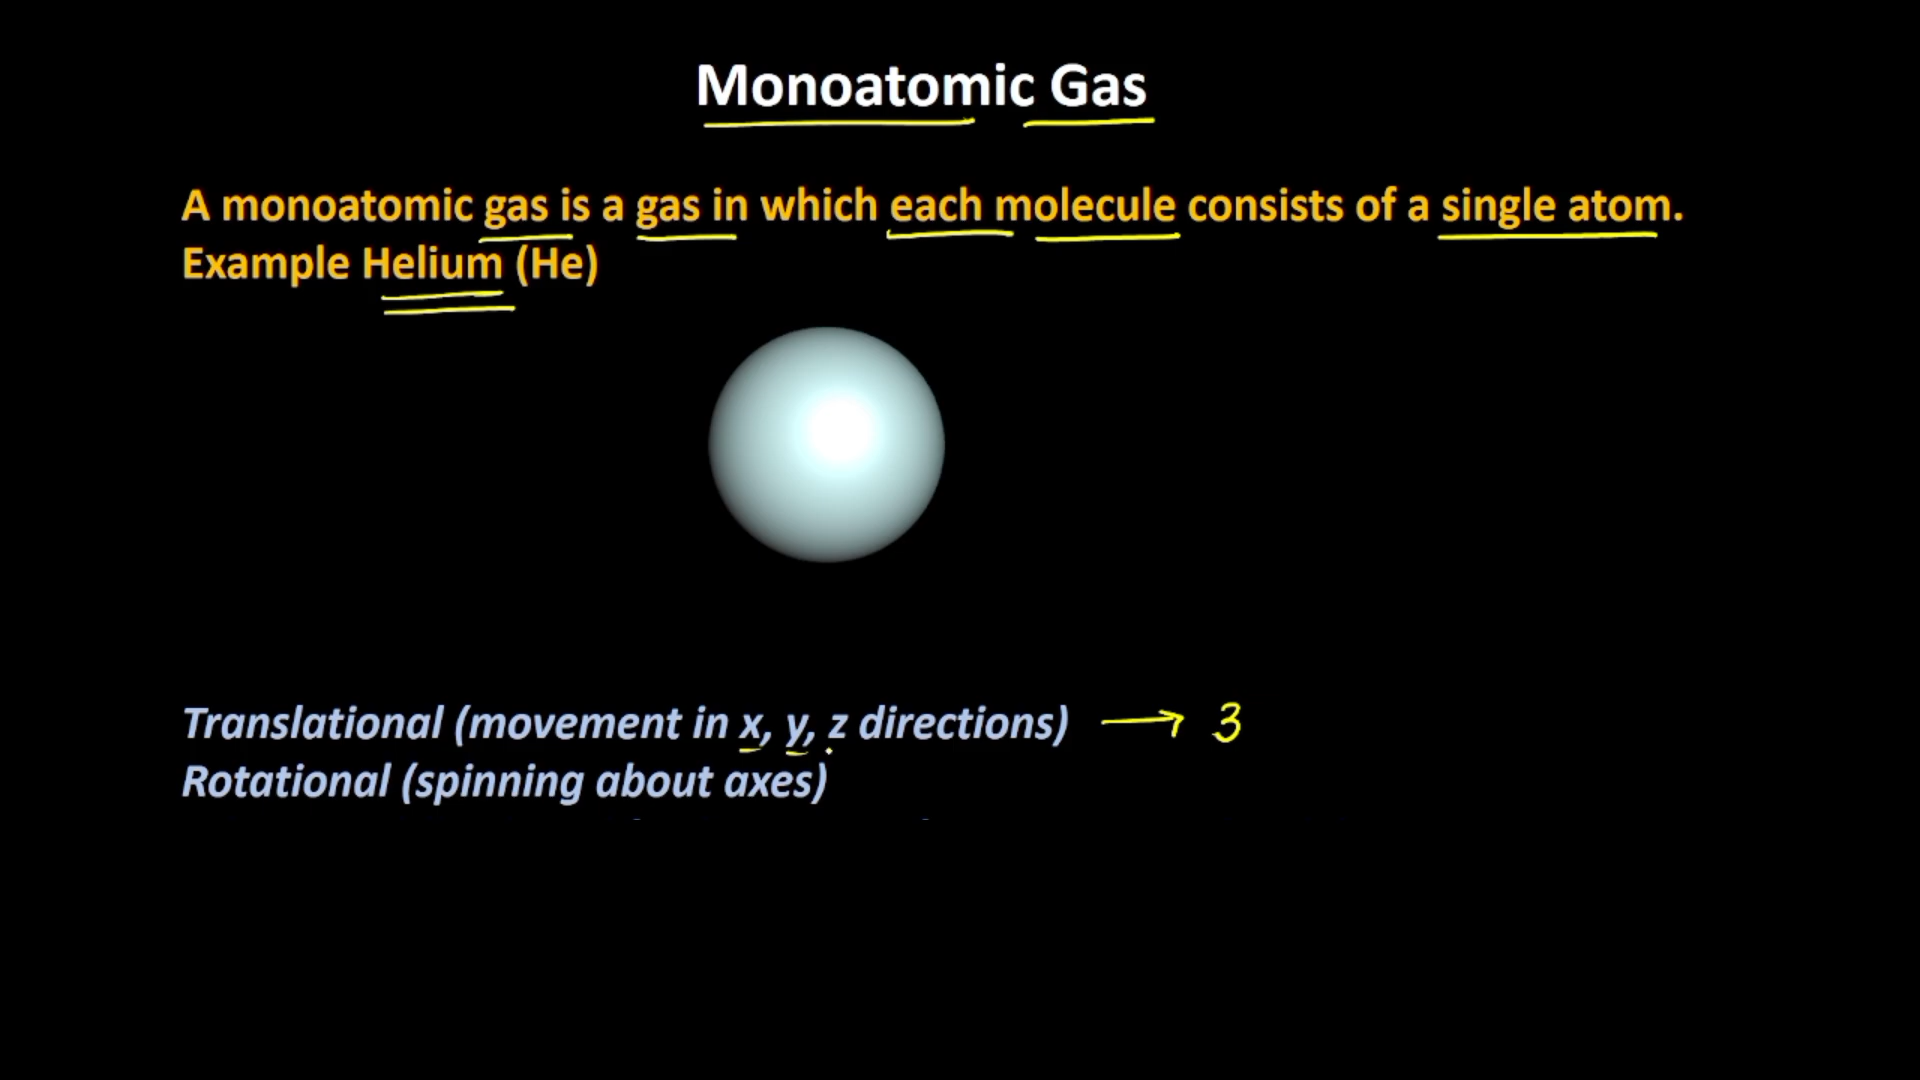 Monoatomic Gas
A monoatomic gas is a gas in which each molecule consists of a single atom.
Example Helium (He)
Translational (movement in x, y, z directions) → 3
Rotational (spinning about axes)